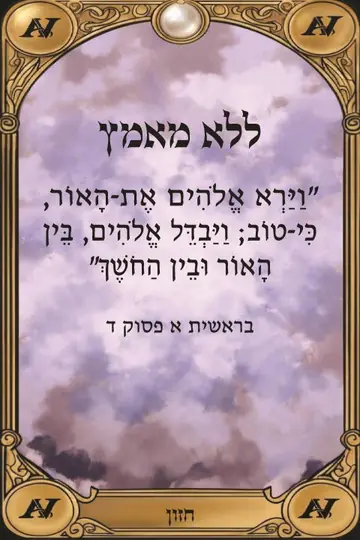 ללא מאמץ
"וַיַּרְא אֱלֹהִים אֶת-הָאוֹר,
כִּי-טוֹב; וַיַּבְדֵּל אֱלֹהִים, בֵּין
הָאוֹר וּבֵין הַחֹשֶׁךְ"
בראשית א פסוק ד
חזון